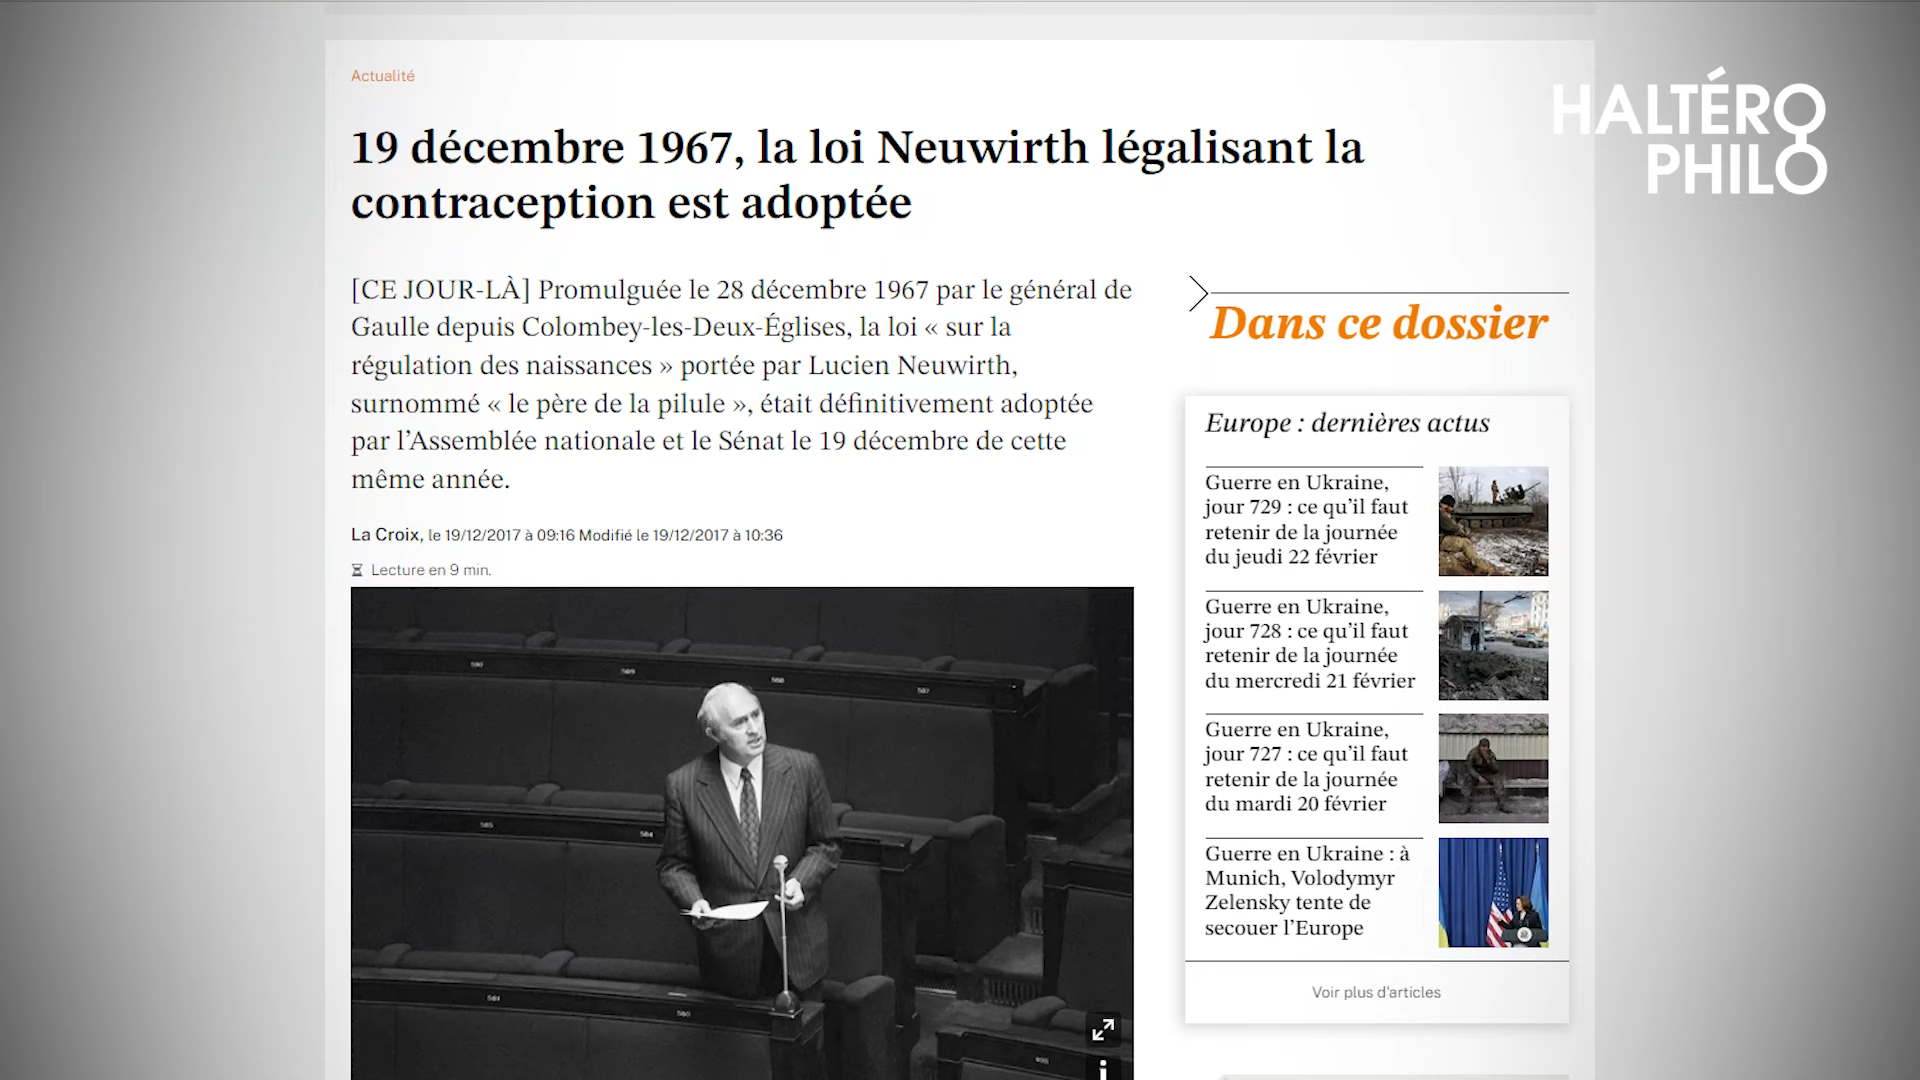 Actualité
19 décembre 1967, la loi Neuwirth légalisant la
contraception est adoptée
[CE JOUR-LÀ] Promulguée le 28 décembre 1967 par le général de
Gaulle depuis Colombey-les-Deux-Églises, la loi « sur la
régulation des naissances » portée par Lucien Neuwirth,
surnommé « le père de la pilule », était définitivement adoptée
par l’Assemblée nationale et le Sénat le 19 décembre de cette
même année.
La Croix, le 19/12/2017 à 09:16 Modifié le 19/12/2017 à 10:36
Lecture en 9 min.
590
589
588
587
585
584
581
580
HALTÉRO
PHILO
Dans ce dossier
Europe : dernières actus
Guerre en Ukraine,
jour 729 : ce qu’il faut
retenir de la journée
du jeudi 22 février
Guerre en Ukraine,
jour 728 : ce qu’il faut
retenir de la journée
du mercredi 21 février
Guerre en Ukraine,
jour 727 : ce qu’il faut
retenir de la journée
du mardi 20 février
Guerre en Ukraine : à
Munich, Volodymyr
Zelensky tente de
secouer l’Europe
Voir plus d’articles